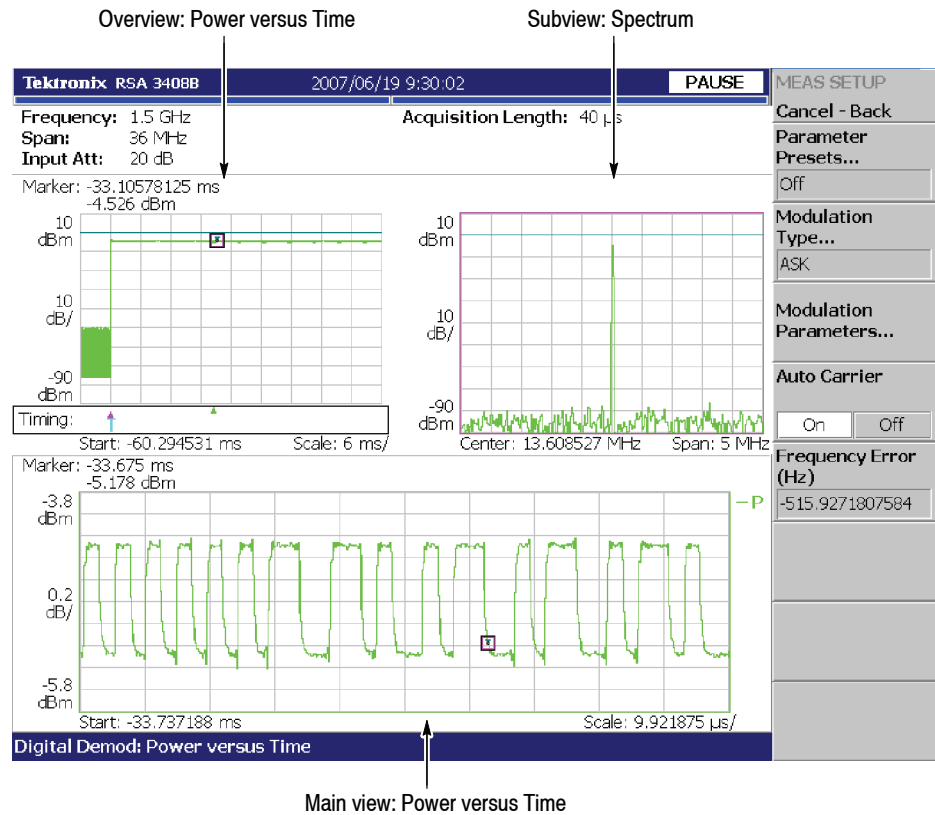 Overview: Power versus Time
Subview: Spectrum
Tektronix RSA 3408B 2007/06/19 9:30:02 PAUSE
Frequency: 1.5 GHz
Acquisition Length: 40 µs
Span: 36 MHz
Input Att: 20 dB
Marker: -33.10578125 ms
-4.526 dBm
10
dBm
10
dB/
-90
dBm
Timing:
Start: -60.294531 ms
Scale: 6 ms/
10
dBm
10
dB/
-90
dBm
Center: 13.608527 MHz
Span: 5 MHz
Marker: -33.675 ms
-5.178 dBm
-3.8
dBm
P
0.2
dB/
-5.8
dBm
Start: -33.737188 ms
Scale: 9.921875 µs/
Digital Demod: Power versus Time
MEAS SETUP
Cancel - Back
Parameter
Presets...
Off
Modulation
Type...
ASK
Modulation
Parameters...
Auto Carrier
On Off
Frequency Error
(Hz)
-515.9271807584
Main view: Power versus Time